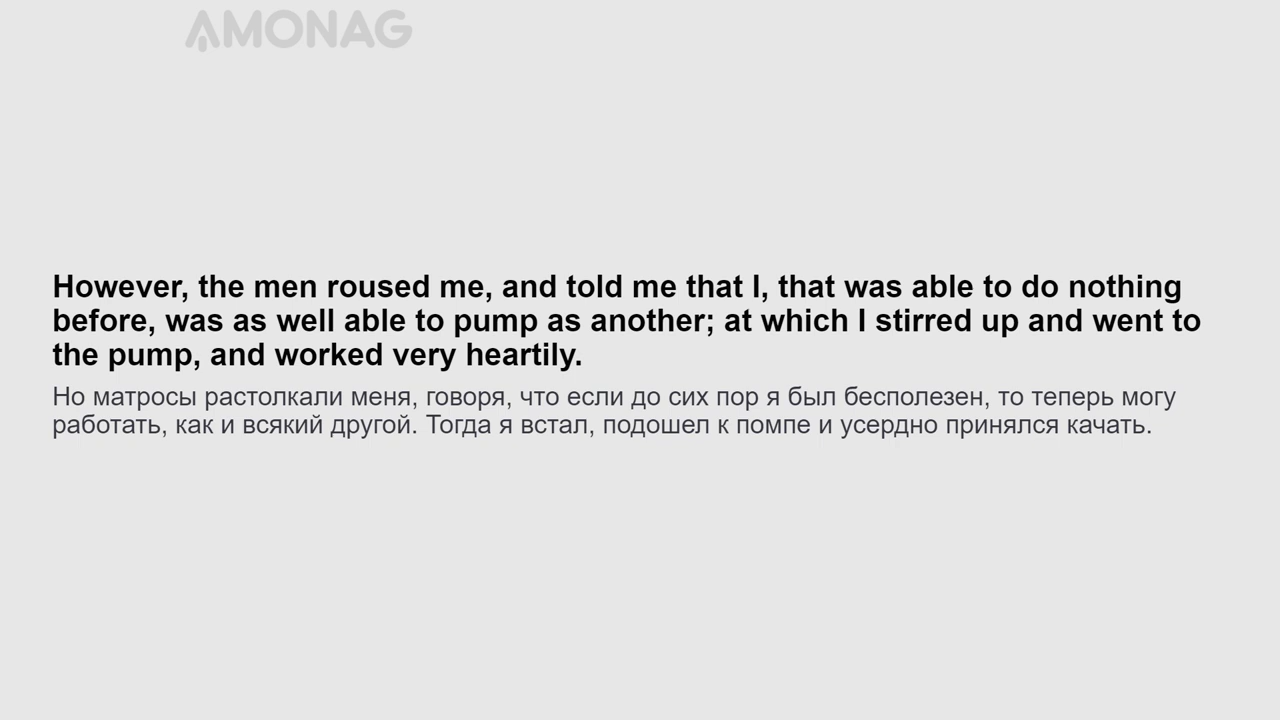 AMONAG
However, the men roused me, and told me that I, that was able to do nothing
before, was as well able to pump as another; at which I stirred up and went to
the pump, and worked very heartily.
Но матросы растолкали меня, говоря, что если до сих пор я был бесполезен, то теперь могу
работать, как и всякий другой. Тогда я встал, подошел к помпе и усердно принялся качать.